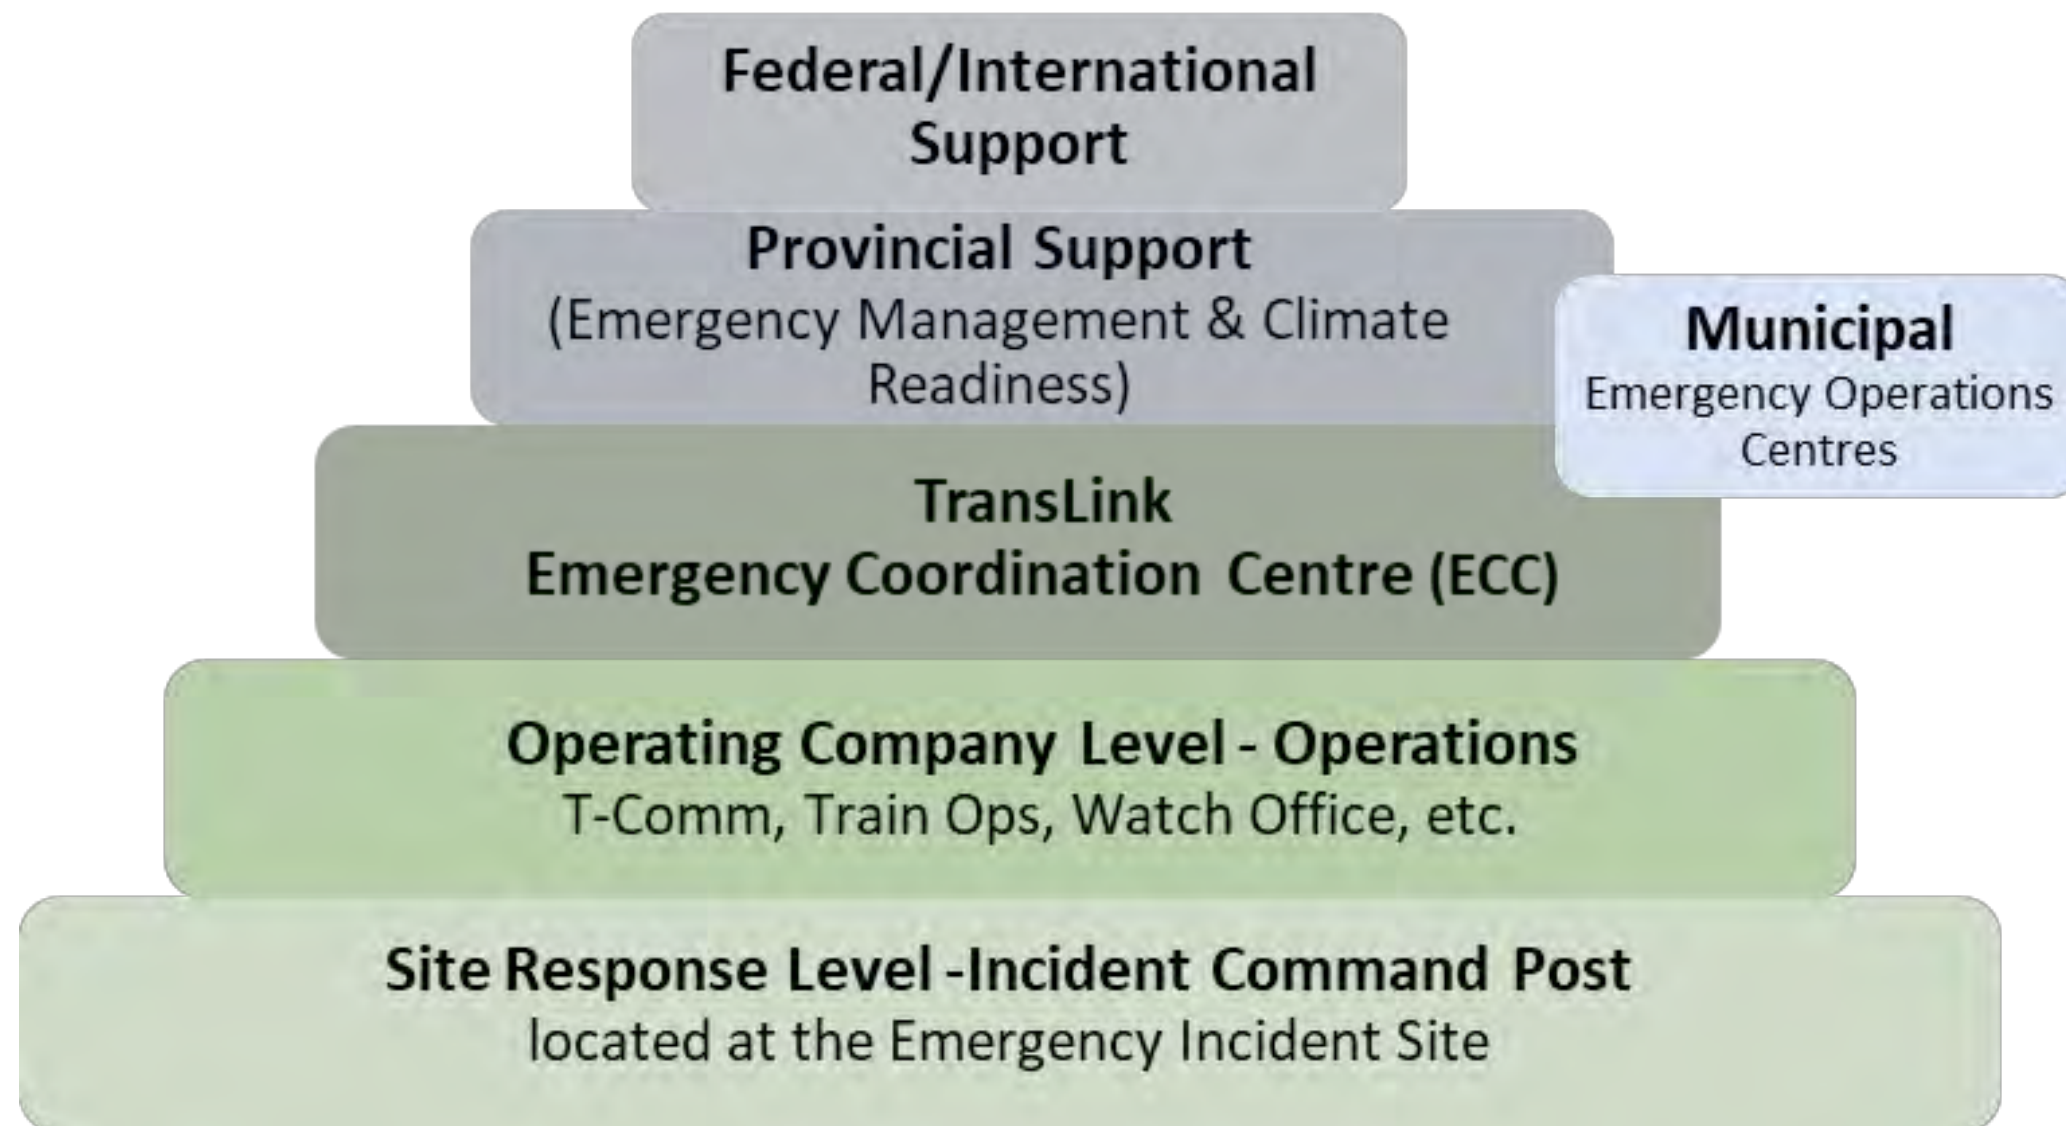 Federal/International
Support
Provincial Support
(Emergency Management & Climate
Readiness)
Municipal
Emergency Operations
Centres
TransLink
Emergency Coordination Centre (ECC)
Operating Company Level - Operations
T-Comm, Train Ops, Watch Office, etc.
Site Response Level -Incident Command Post
located at the Emergency Incident Site